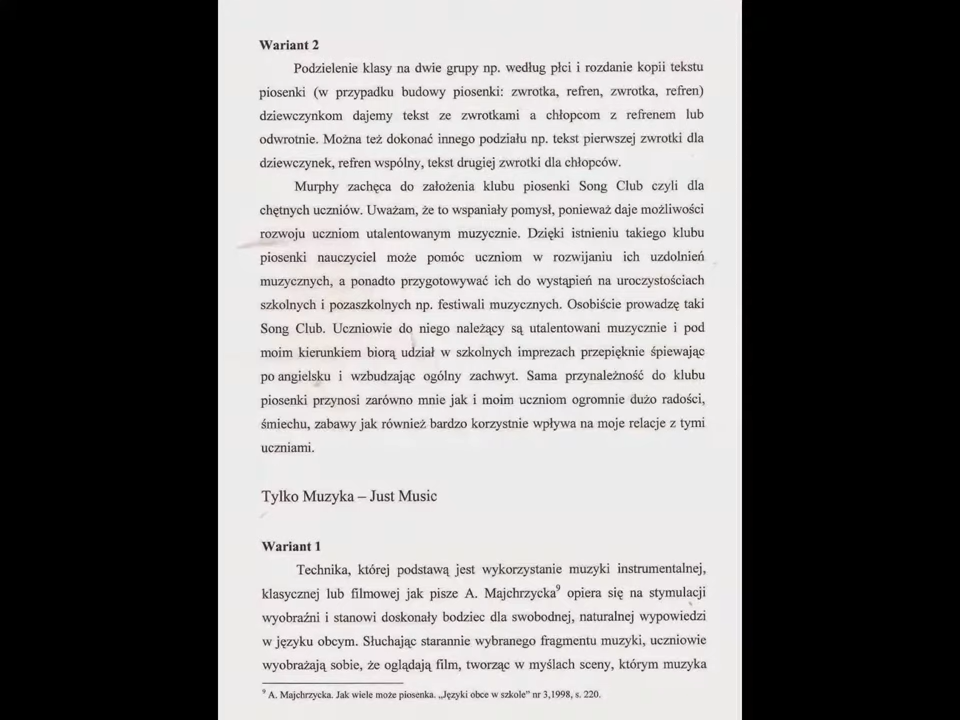 Wariant 2
Podzielenie klasy na dwie grupy np. według płci i rozdanie kopii tekstu
piosenki (w przypadku budowy piosenki: zwrotka, refren, zwrotka, refren)
dziewczynkom dajemy tekst ze zwrotkami a chłopcom z refrenem lub
odwrotnie. Można też dokonać innego podziału np. tekst pierwszej zwrotki dla
dziewczynek, refren wspólny, tekst drugiej zwrotki dla chłopców.
Murphy zachęca do założenia klubu piosenki Song Club czyli dla
chętnych uczniów. Uważam, że to wspaniały pomysł, ponieważ daje możliwości
rozwoju uczniom utalentowanym muzycznie. Dzięki istnieniu takiego klubu
piosenki nauczyciel może pomóc uczniom w rozwijaniu ich uzdolnień
muzycznych, a ponadto przygotowywać ich do wystąpień na uroczystościach
szkolnych i pozaszkolnych np. festiwali muzycznych. Osobiście prowadzę taki
Song Club. Uczniowie do niego należący są utalentowani muzycznie i pod
moim kierunkiem biorą udział w szkolnych imprezach przepięknie śpiewając
po angielsku i wzbudzając ogólny zachwyt. Sama przynależność do klubu
piosenki przynosi zarówno mnie jak i moim uczniom ogromnie dużo radości,
śmiechu, zabawy jak również bardzo korzystnie wpływa na moje relacje z tymi
uczniami.
Tylko Muzyka – Just Music
Wariant 1
Technika, której podstawą jest wykorzystanie muzyki instrumentalnej,
klasycznej lub filmowej jak pisze A. Majchrzycka⁹ opiera się na stymulacji
wyobraźni i stanowi doskonały bodziec dla swobodnej, naturalnej wypowiedzi
w języku obcym. Słuchając starannie wybranego fragmentu muzyki, uczniowie
wyobrażają sobie, że oglądają film, tworząc w myślach sceny, którym muzyka
⁹ A. Majchrzycka. Jak wiele może piosenka. „Języki obce w szkole" nr 3,1998, s. 220.